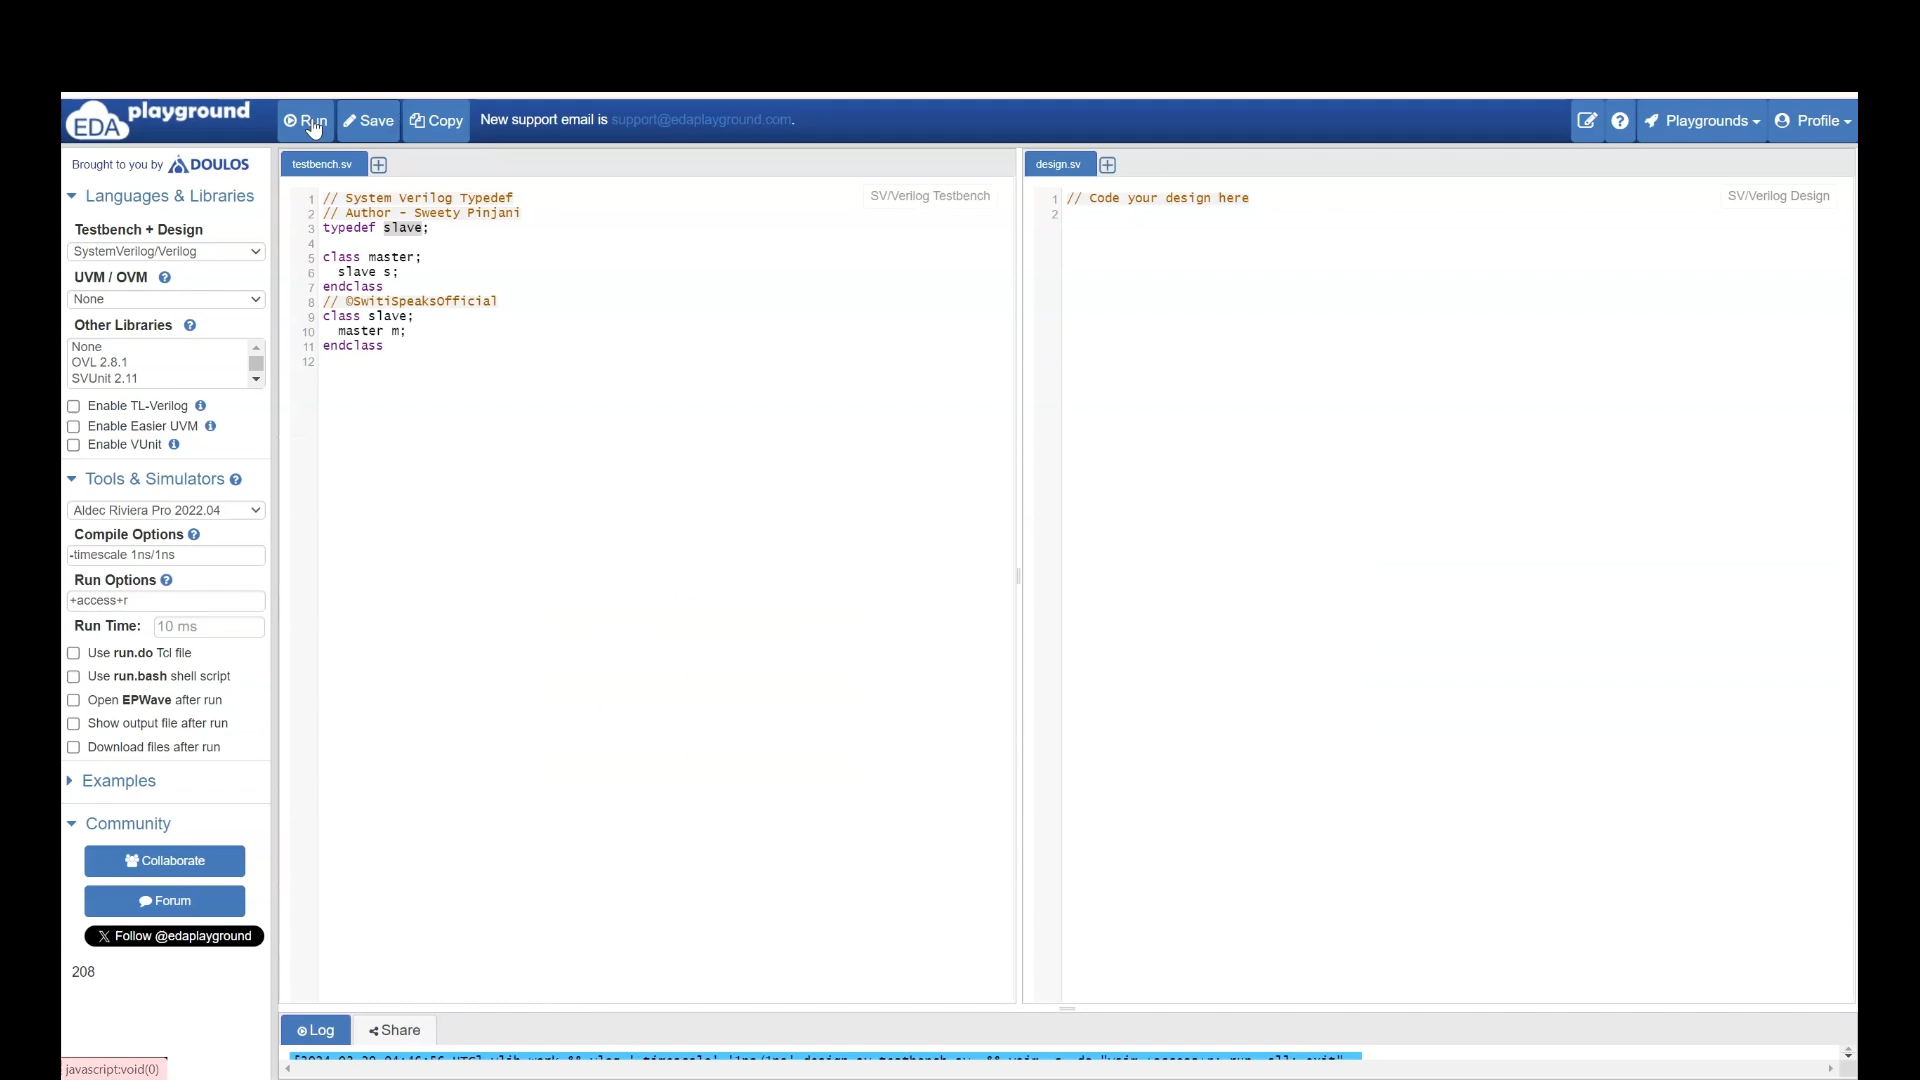 EDA playground
Run
Save
Copy
New support email is support@edaplayground.com.
Playgrounds
Profile
Brought to you by DOULOS
Languages & Libraries
Testbench + Design
SystemVerilog/Verilog
UVM / OVM
None
Other Libraries
None
OVL 2.8.1
SVUnit 2.11
Enable TL-Verilog
Enable Easier UVM
Enable VUnit
Tools & Simulators
Aldec Riviera Pro 2022.04
Compile Options
-timescale 1ns/1ns
Run Options
+access+r
Run Time: 10 ms
Use run.do Tcl file
Use run.bash shell script
Open EPWave after run
Show output file after run
Download files after run
Examples
Community
Collaborate
Forum
Follow @edaplayground
208
javascript:void(0)
testbench.sv
SV/Verilog Testbench
1 // System Verilog Typedef
2 // Author - Sweety Pinjani
3 typedef slave;
4
5 class master;
6 slave s;
7 endclass
8 // ©SwitiSpeaksOfficial
9 class slave;
10 master m;
11 endclass
12
design.sv
SV/Verilog Design
1 // Code your design here
2
Log
Share